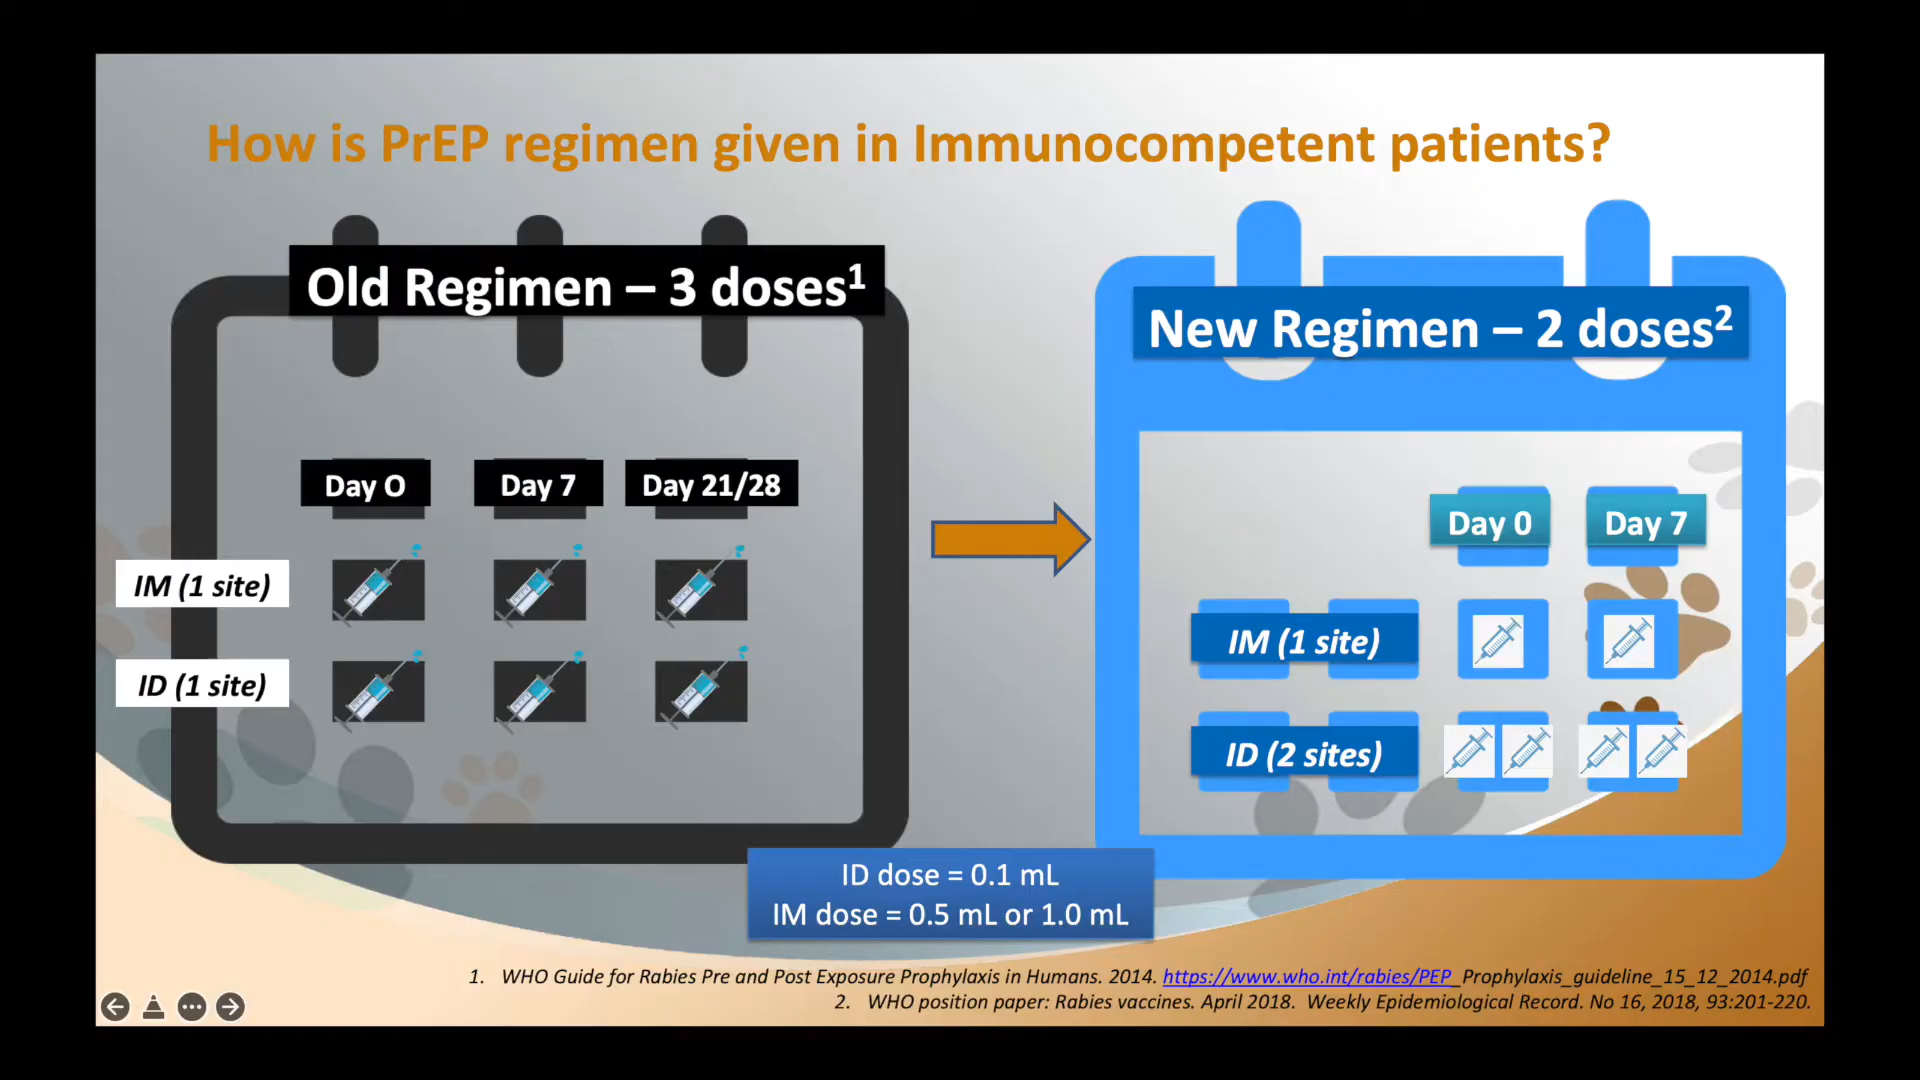 How is PrEP regimen given in Immunocompetent patients?
Old Regimen – 3 doses¹
Day O Day 7 Day 21/28
IM (1 site)
ID (1 site)
New Regimen – 2 doses²
Day 0 Day 7
IM (1 site)
ID (2 sites)
ID dose = 0.1 mL
IM dose = 0.5 mL or 1.0 mL
1. WHO Guide for Rabies Pre and Post Exposure Prophylaxis in Humans. 2014. https://www.who.int/rabies/PEP_Prophylaxis_guideline_15_12_2014.pdf
2. WHO position paper: Rabies vaccines. April 2018. Weekly Epidemiological Record. No 16, 2018, 93:201-220.